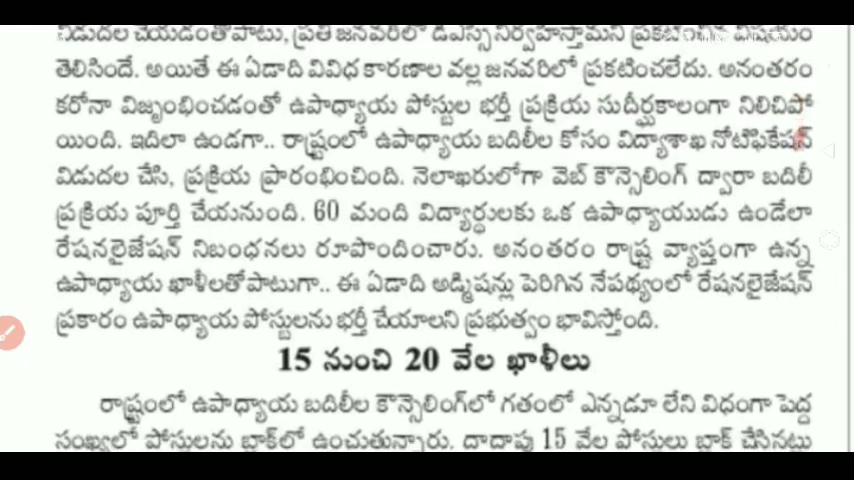 విడుదల చేయడంతోపాటు, ప్రతి జనవరిలో డీఎస్సీ నిర్వహిస్తామని ప్రకటించిన విషయం
తెలిసిందే. అయితే ఈ ఏడాది వివిధ కారణాల వల్ల జనవరిలో ప్రకటించలేదు. అనంతరం
కరోనా విజృంభించడంతో ఉపాధ్యాయ పోస్టుల భర్తీ ప్రక్రియ సుదీర్ఘకాలంగా నిలిచిపో
యింది. ఇదిలా ఉండగా.. రాష్ట్రంలో ఉపాధ్యాయ బదిలీల కోసం విద్యాశాఖ నోటిఫికేషన్
విడుదల చేసి, ప్రక్రియ ప్రారంభించింది. నెలాఖరులోగా వెబ్ కౌన్సెలింగ్ ద్వారా బదిలీ
ప్రక్రియ పూర్తి చేయనుంది. 60 మంది విద్యార్థులకు ఒక ఉపాధ్యాయుడు ఉండేలా
రేషనలైజేషన్ నిబంధనలు రూపొందించారు. అనంతరం రాష్ట్ర వ్యాప్తంగా ఉన్న
ఉపాధ్యాయ ఖాళీలతోపాటుగా.. ఈ ఏడాది అడ్మిషన్లు పెరిగిన నేపథ్యంలో రేషనలైజేషన్
ప్రకారం ఉపాధ్యాయ పోస్టులను భర్తీ చేయాలని ప్రభుత్వం భావిస్తోంది.
15 నుంచి 20 వేల ఖాళీలు
రాష్ట్రంలో ఉపాధ్యాయ బదిలీల కౌన్సెలింగ్‌లో గతంలో ఎన్నడూ లేని విధంగా పెద్ద
సంఖ్యలో పోస్టులను బ్లాక్‌లో ఉంచుతున్నారు. దాదాపు 15 వేల పోస్టులు బ్లాక్ చేసినట్లు